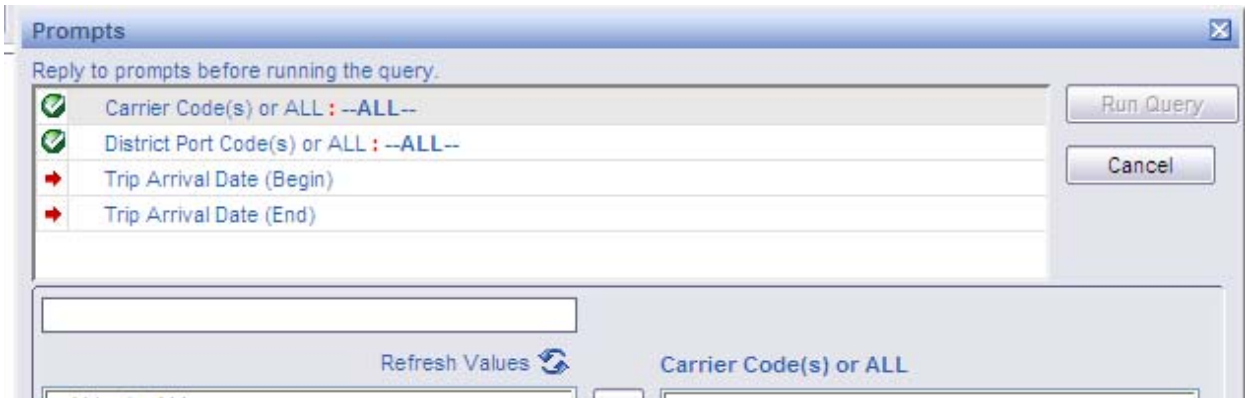 Prompts
Reply to prompts before running the query.
Carrier Code(s) or ALL : --ALL--
Run Query
District Port Code(s) or ALL : --ALL--
Cancel
Trip Arrival Date (Begin)
Trip Arrival Date (End)
Refresh Values
Carrier Code(s) or ALL